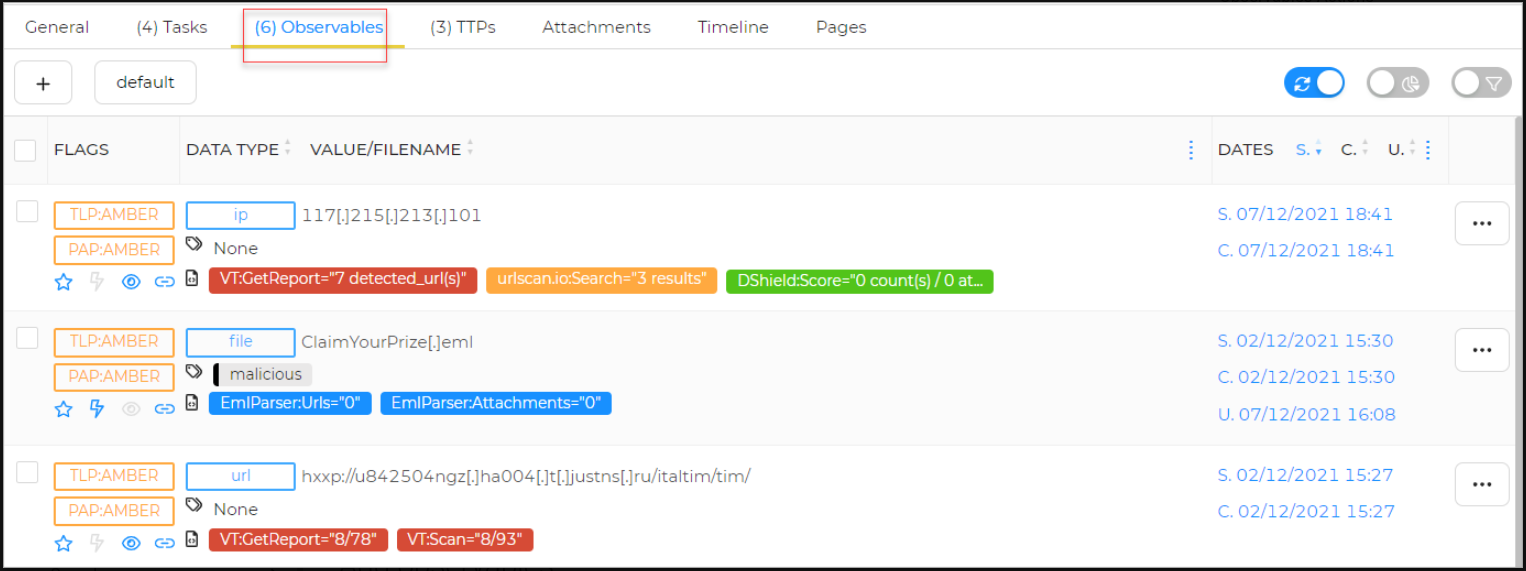 General (4) Tasks (6) Observables (3) TTPs Attachments Timeline Pages
+ default
FLAGS DATA TYPE VALUE/FILENAME DATES S. C. U.
TLP:AMBER ip 117[.]215[.]213[.]101 S. 07/12/2021 18:41
PAP:AMBER None C. 07/12/2021 18:41
VT:GetReport="7 detected_url(s)" urlscan.io:Search="3 results" DShield:Score="0 count(s) / 0 at...
TLP:AMBER file ClaimYourPrize[.]eml S. 02/12/2021 15:30
PAP:AMBER malicious C. 02/12/2021 15:30
EmlParser:Urls="0" EmlParser:Attachments="0" U. 07/12/2021 16:08
TLP:AMBER url hxxp://u842504ngz[.]ha004[.]t[.]justns[.]ru/italtim/tim/ S. 02/12/2021 15:27
PAP:AMBER None C. 02/12/2021 15:27
VT:GetReport="8/78" VT:Scan="8/93"